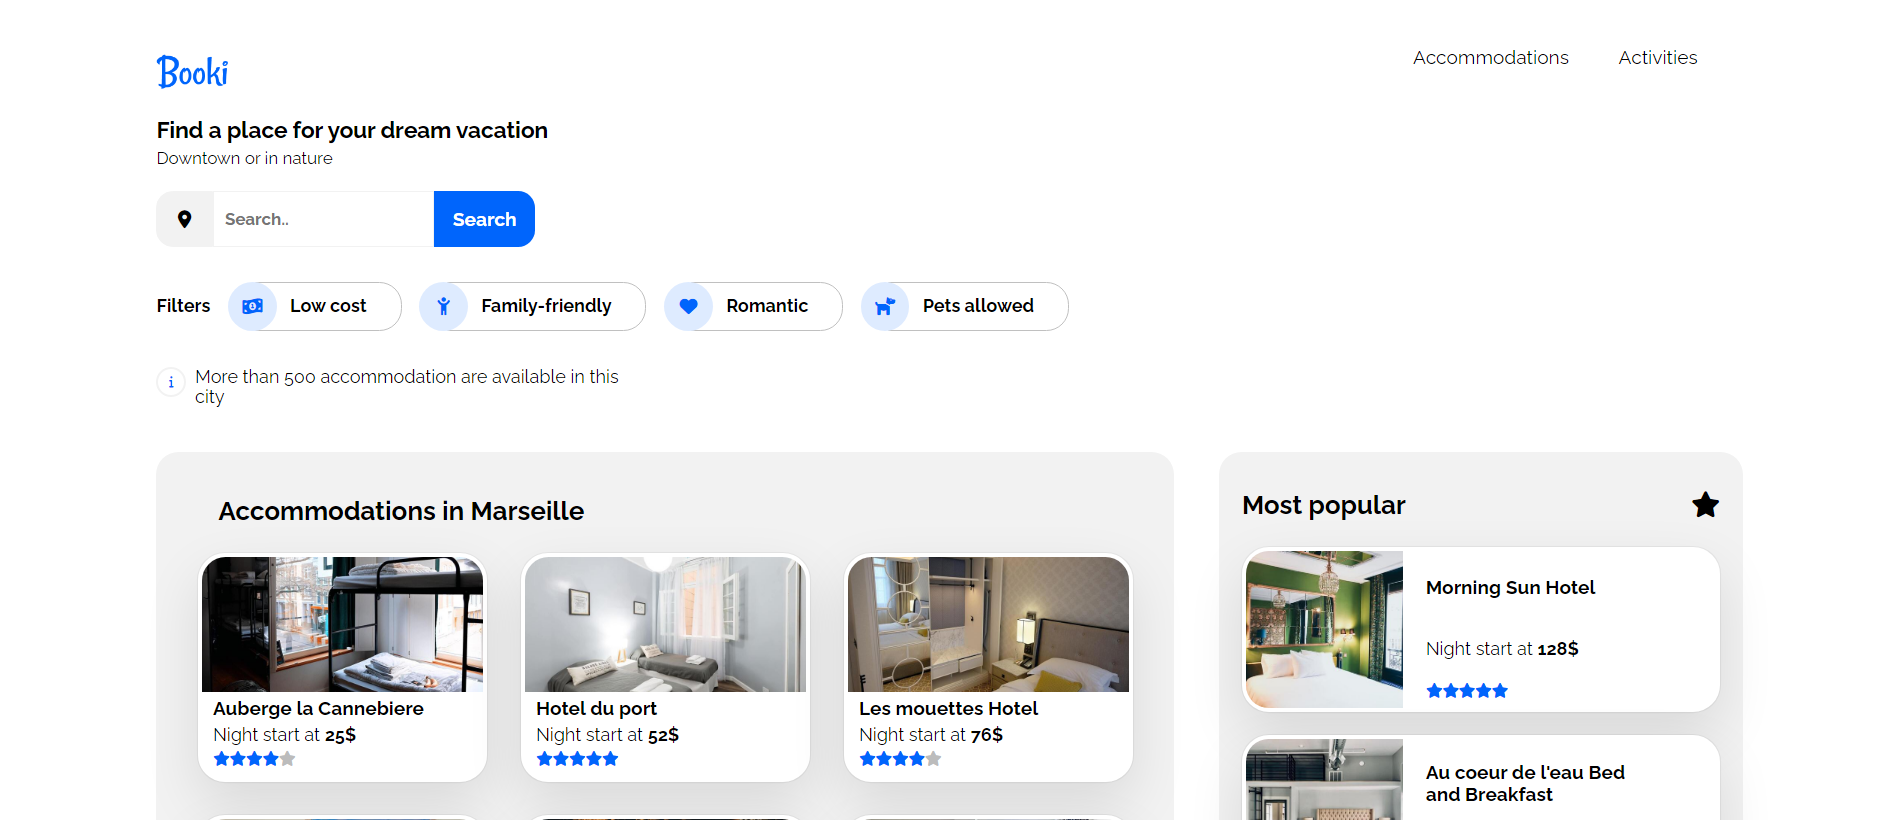 Booki
Accommodations
Activities
Find a place for your dream vacation
Downtown or in nature
Search..
Search
Filters
Low cost
Family-friendly
Romantic
Pets allowed
More than 500 accommodation are available in this
city
Accommodations in Marseille
Auberge la Cannebiere
Night start at 25$
Hotel du port
Night start at 52$
Les mouettes Hotel
Night start at 76$
Most popular
Morning Sun Hotel
Night start at 128$
Au coeur de l'eau Bed
and Breakfast